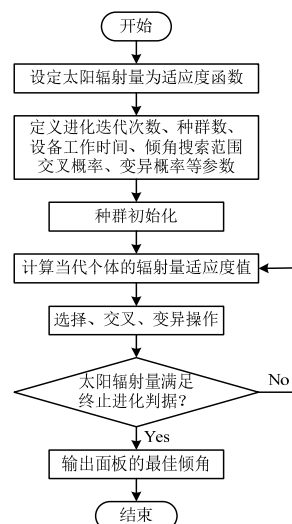 开始
设定太阳辐射量为适应度函数
定义进化迭代次数、种群数、
设备工作时间、倾角搜索范围
交叉概率、变异概率等参数
种群初始化
计算当代个体的辐射量适应度值
选择、交叉、变异操作
太阳辐射量满足
终止进化判据?
No
Yes
输出面板的最佳倾角
结束